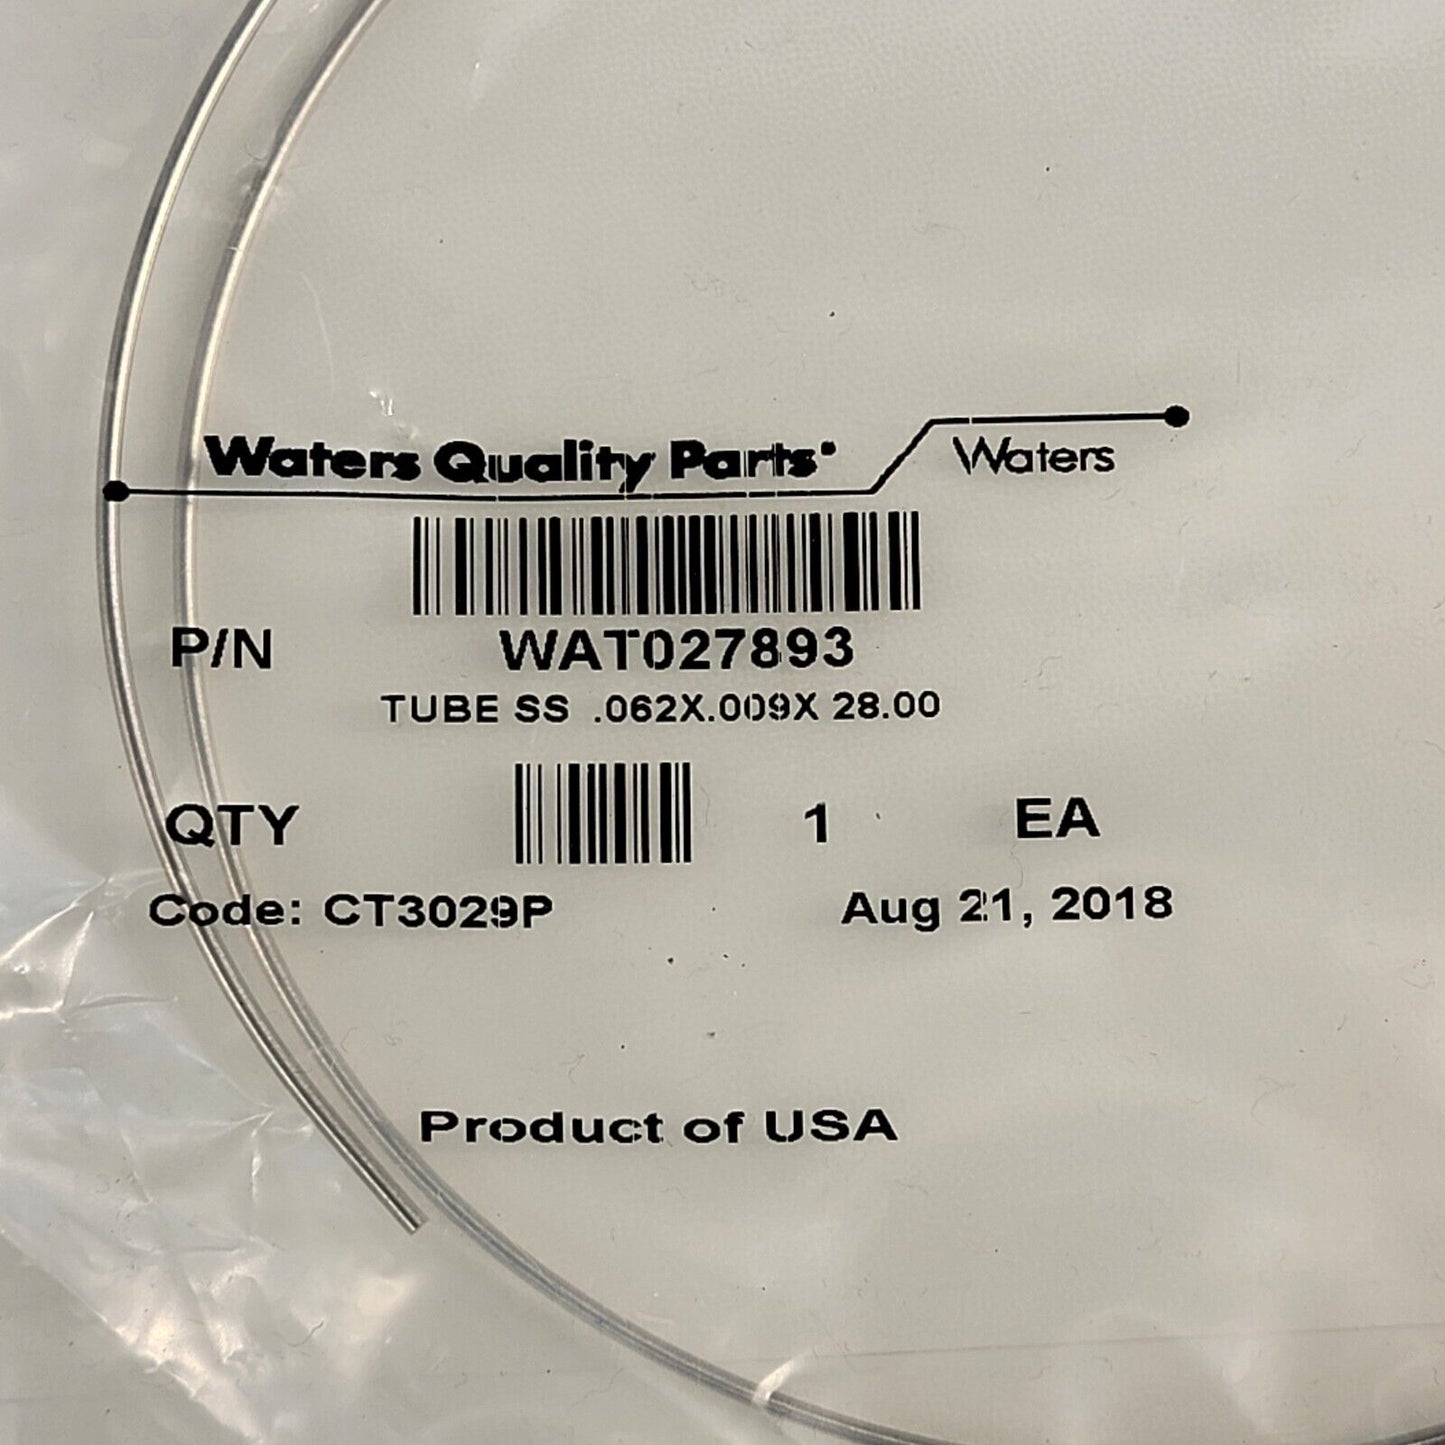 Waters Quality Parts
Waters
P/N WAT027893
TUBE SS .062X.009X 28.00
QTY 1 EA
Code: CT3029P Aug 21, 2018
Product of USA